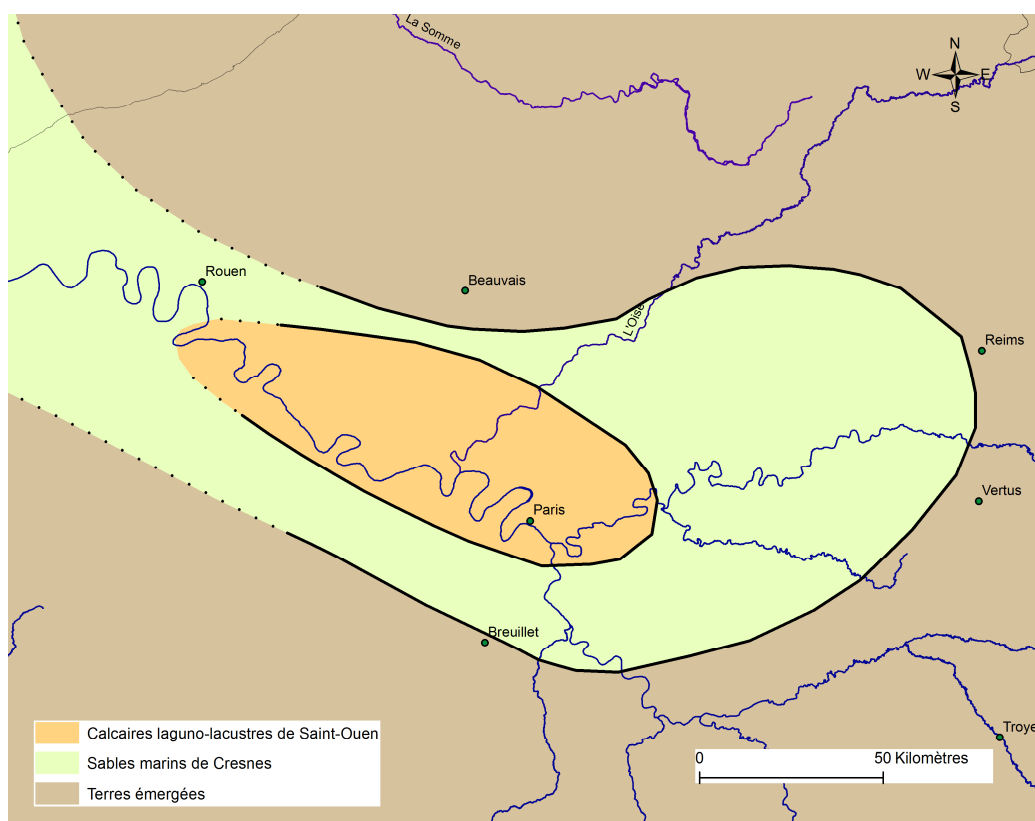 La Somme
N
W E
S
Rouen
Beauvais
L'Oise
Reims
Vertus
Paris
Breuillet
Troye
Calcaires laguno-lacustres de Saint-Ouen
Sables marins de Cresnes
Terres émergées
0 50 Kilomètres